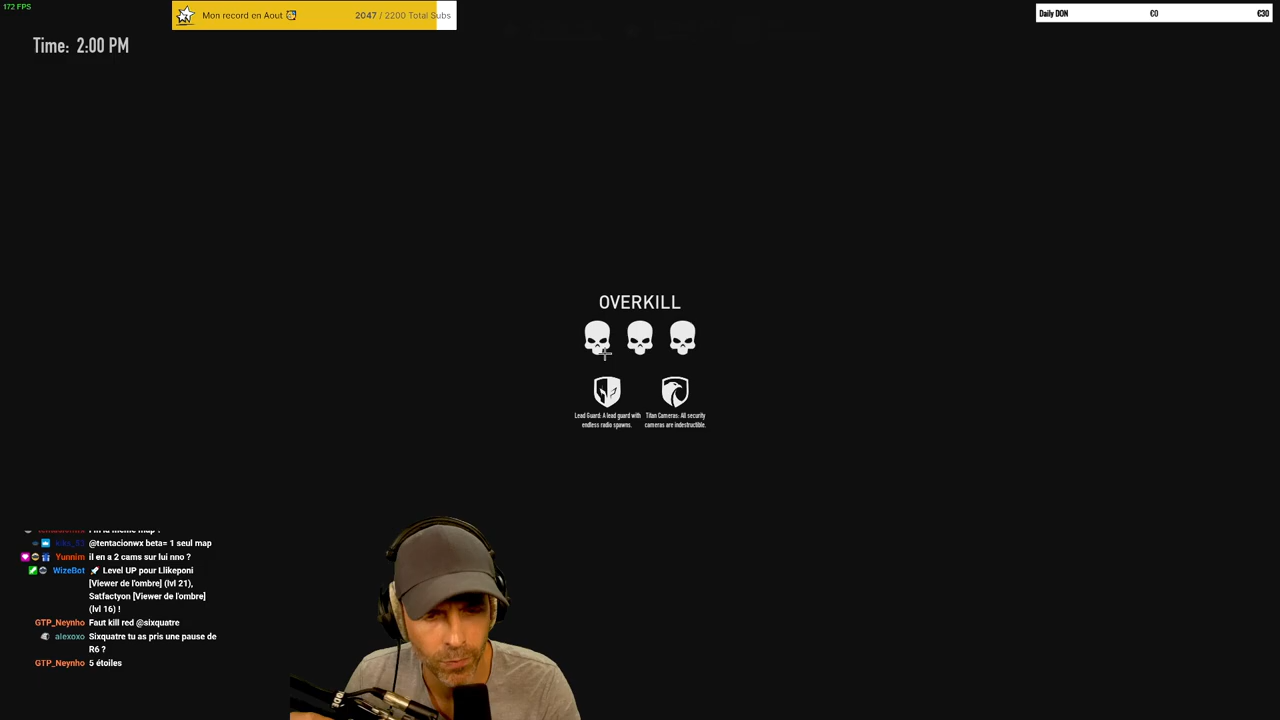 172 FPS
Mon record en Aout
2047 / 2200 Total Subs
Daily DON
€0
€30
Time: 2:00 PM
OVERKILL
Lead Guard: A lead guard with
endless radio spawns.
Titan Cameras: All security
cameras are indestructible.
@tentacionwx beta= 1 seul map
Yunnim il en a 2 cams sur lui nno ?
WizeBot 🚀 Level UP pour Llikeponi
[Viewer de l'ombre] (lvl 21),
Satfactyon [Viewer de l'ombre]
(lvl 16) !
GTP_Neynho Faut kill red @sixquatre
alexoxo Sixquatre tu as pris une pause de
R6 ?
GTP_Neynho 5 étoiles